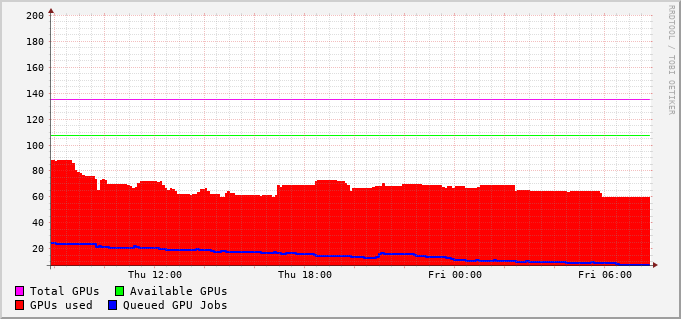 200
180
160
140
120
100
80
60
40
20
Thu 12:00 Thu 18:00 Fri 00:00 Fri 06:00
Total GPUs Available GPUs
GPUs used Queued GPU Jobs
RRDTOOL / TOBI OETIKER